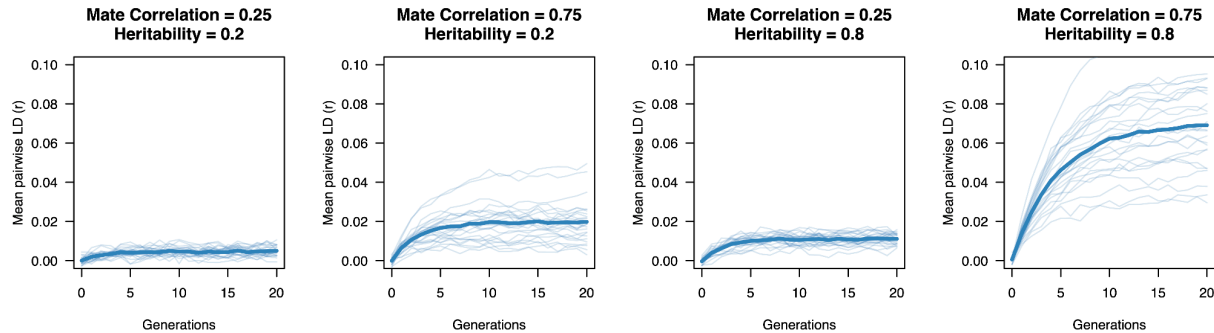 Mate Correlation = 0.25
Heritability = 0.2
Mean pairwise LD (r)
0.10
0.08
0.06
0.04
0.02
0.00
0 5 10 15 20
Generations
Mate Correlation = 0.75
Heritability = 0.2
Mean pairwise LD (r)
0.10
0.08
0.06
0.04
0.02
0.00
0 5 10 15 20
Generations
Mate Correlation = 0.25
Heritability = 0.8
Mean pairwise LD (r)
0.10
0.08
0.06
0.04
0.02
0.00
0 5 10 15 20
Generations
Mate Correlation = 0.75
Heritability = 0.8
Mean pairwise LD (r)
0.10
0.08
0.06
0.04
0.02
0.00
0 5 10 15 20
Generations